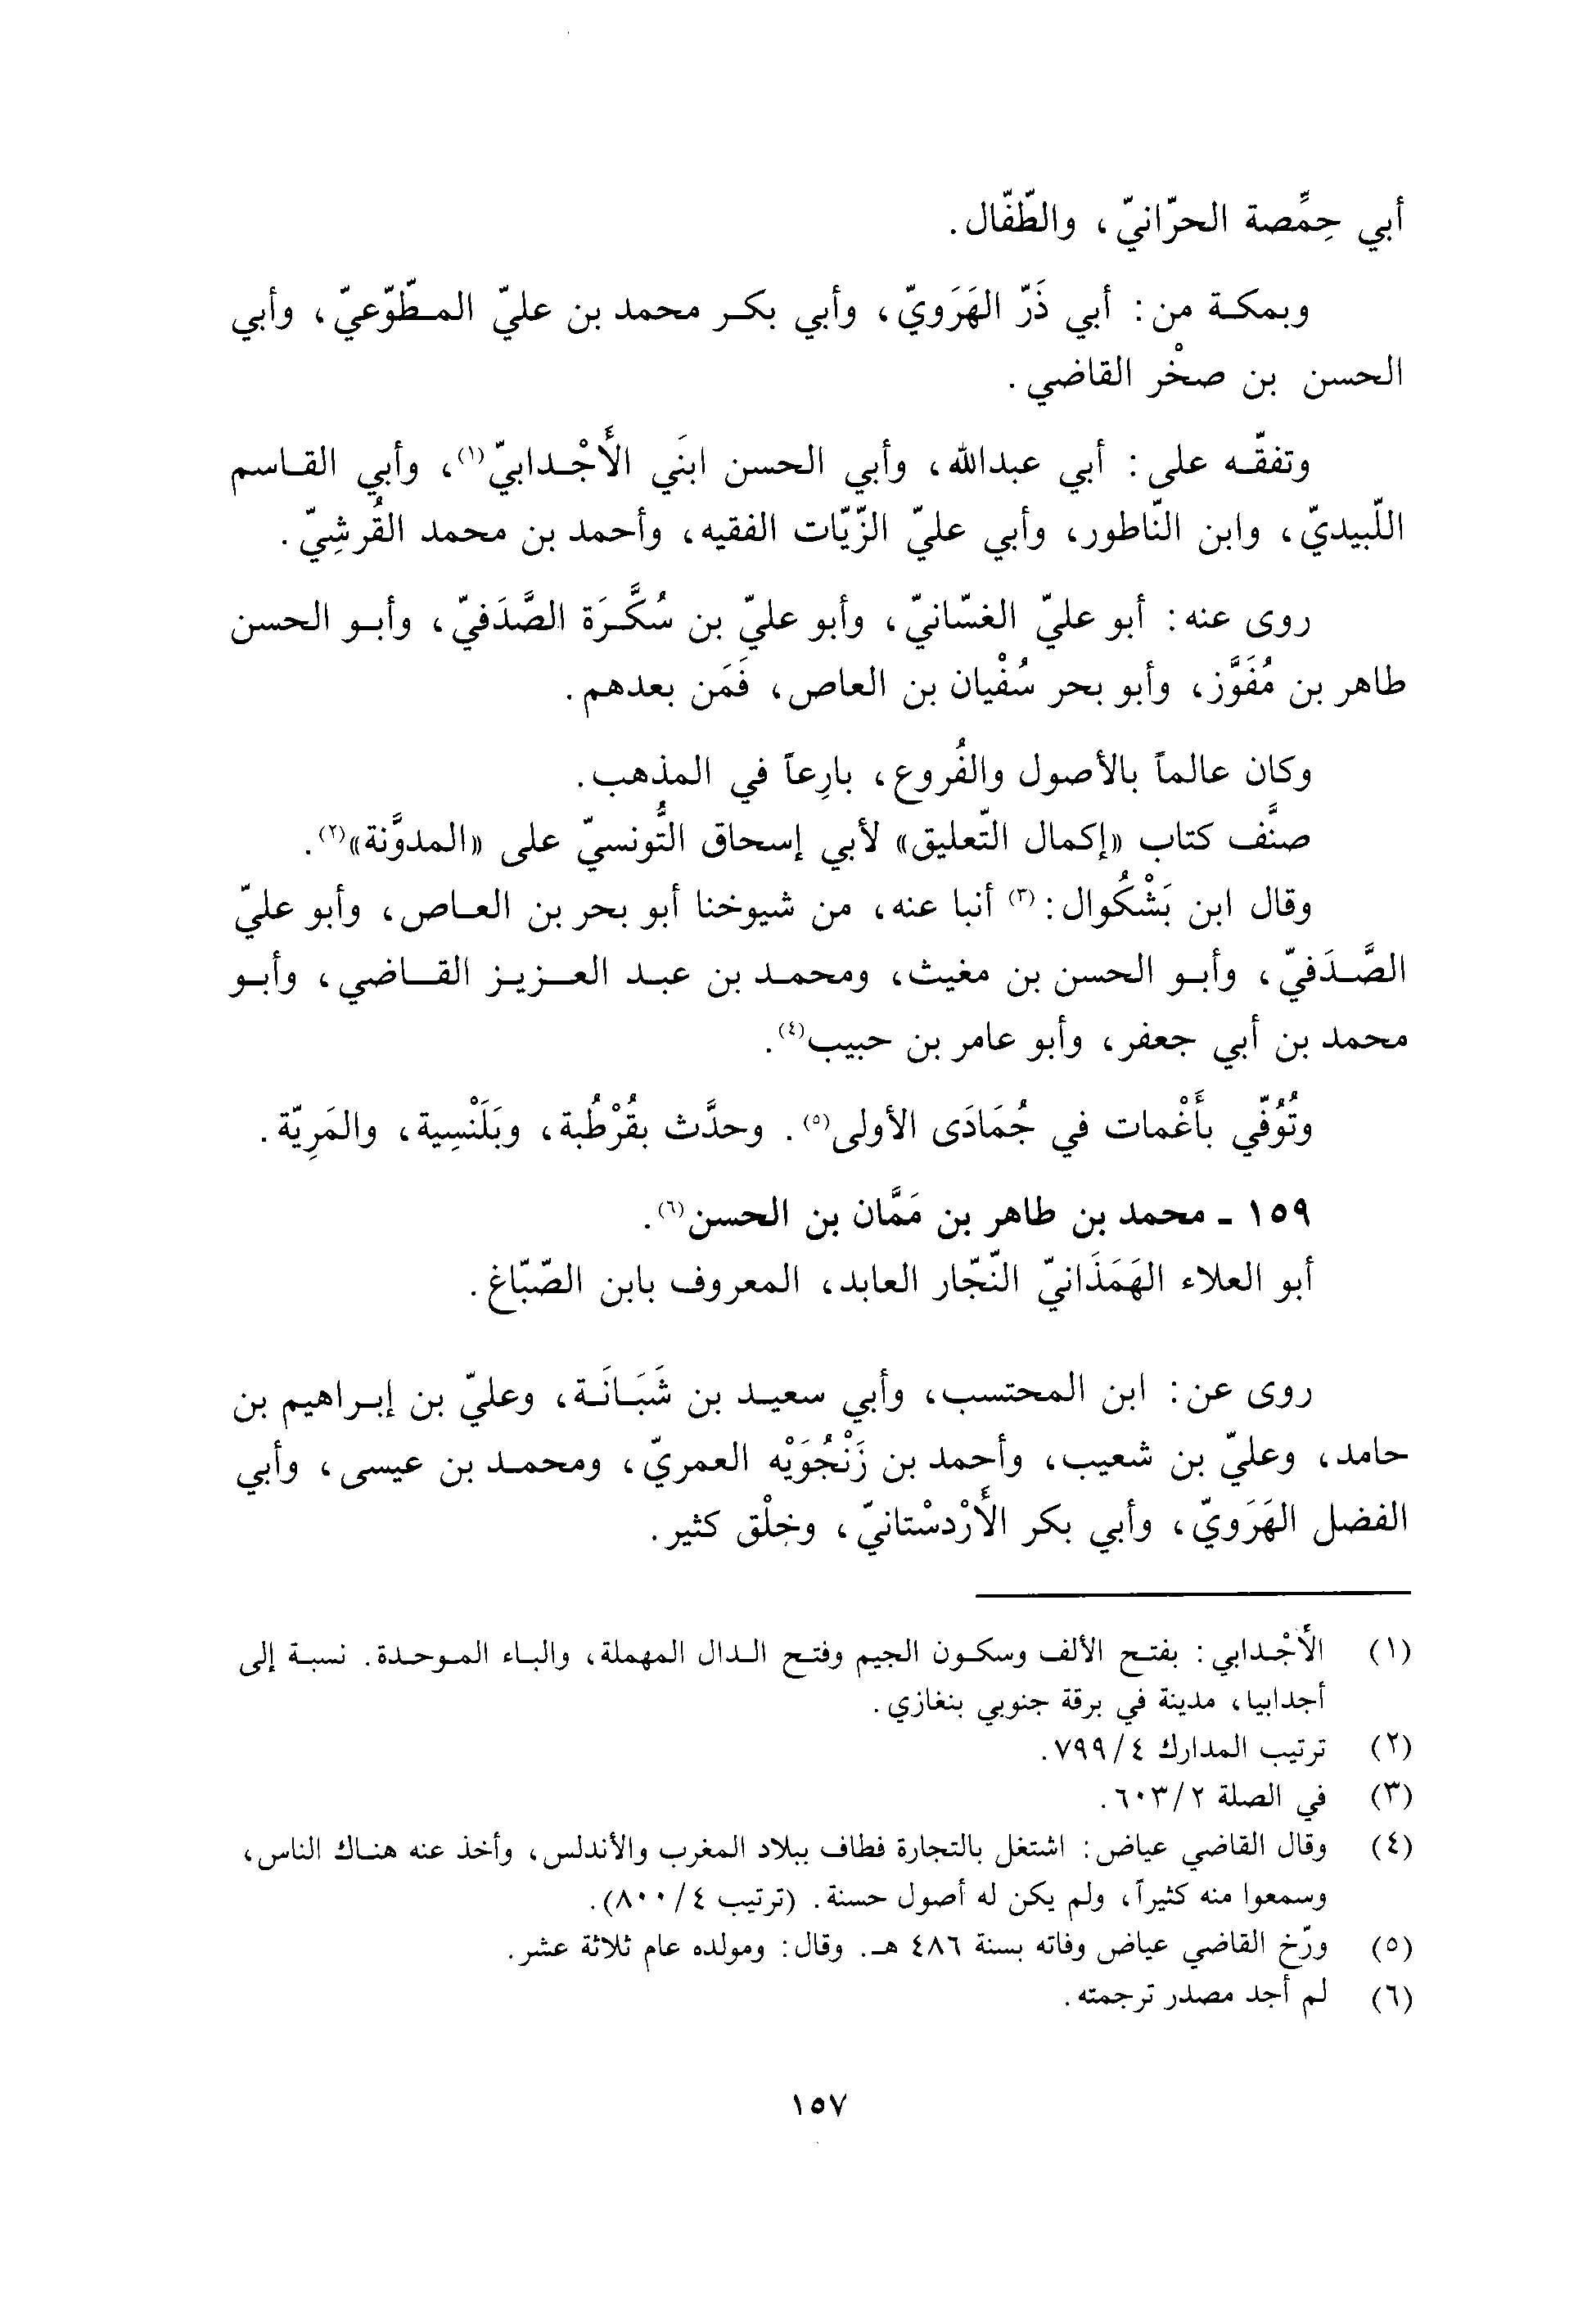 أبي حِمِّصة الحرّانيّ، والطّفّال.
وبمكة من: أبي ذَرّ الهَرَويّ، وأبي بكر محمد بن عليّ المطّوّعيّ، وأبي
الحسن بن صخْر القاضي.
وتفقّه على: أبي عبدالله، وأبي الحسن ابنَي الأَجْدابيّ(١)، وأبي القاسم
اللّبيديّ، وابن النّاطور، وأبي عليّ الزّيّات الفقيه، وأحمد بن محمد القُرشِيّ.
روى عنه: أبو عليّ الغسّانيّ، وأبو عليّ بن سُكَّرَة الصَّدَفيّ، وأبو الحسن
طاهر بن مُفَوَّز، وأبو بحر سُفْيان بن العاص، فَمَن بعدهم.
وكان عالماً بالأصول والفُروع، بارِعاً في المذهب.
صنَّف كتاب «إكمال التّعليق» لأبي إسحاق التُّونسيّ على «المدوَّنة»(٢).
وقال ابن بَشْكُوال:(٣) أنبا عنه، من شيوخنا أبو بحر بن العاص، وأبو عليّ
الصَّدَفيّ، وأبو الحسن بن مغيث، ومحمد بن عبد العزيز القاضي، وأبو
محمد بن أبي جعفر، وأبو عامر بن حبيب(٤).
وتُوُفّي بأَغْمات في جُمَادَى الأولى(٥). وحدَّث بقُرْطُبة، وبَلَنْسِية، والمَرِيّة.
١٥٩ - محمد بن طاهر بن مَمَّان بن الحسن(٦).
أبو العلاء الهَمَذَانيّ النّجّار العابد، المعروف بابن الصّبّاغ.
روى عن: ابن المحتسب، وأبي سعيد بن شَبَانَة، وعليّ بن إبراهيم بن
حامد، وعليّ بن شعيب، وأحمد بن زَنْجُوَيْه العمريّ، ومحمد بن عيسى، وأبي
الفضل الهَرَويّ، وأبي بكر الأَرْدسْتانيّ، وخلْق كثير.
(١) الأَجْدابي: بفتح الألف وسكون الجيم وفتح الدال المهملة، والباء الموحدة. نسبة إلى
أجدابيا، مدينة في برقة جنوبي بنغازي.
(٢) ترتيب المدارك ٤/٧٩٩.
(٣) في الصلة ٢/٦٠٣.
(٤) وقال القاضي عياض: اشتغل بالتجارة فطاف ببلاد المغرب والأندلس، وأخذ عنه هناك الناس،
وسمعوا منه كثيراً، ولم يكن له أصول حسنة. (ترتيب ٤/٨٠٠).
(٥) ورّخ القاضي عياض وفاته بسنة ٤٨٦ هـ. وقال: ومولده عام ثلاثة عشر.
(٦) لم أجد مصدر ترجمته.
١٥٧